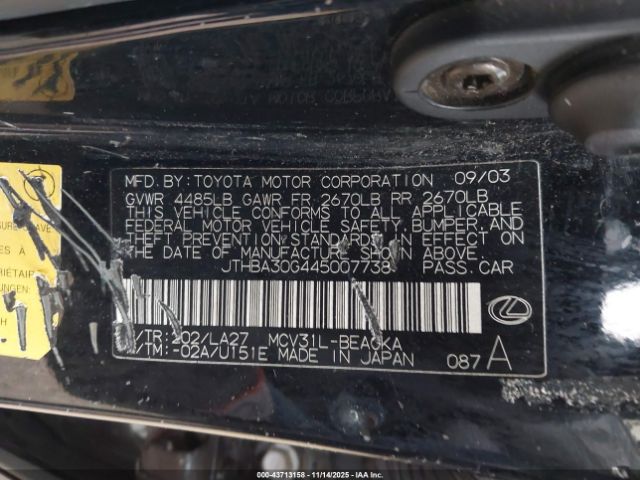 MFD. BY: TOYOTA MOTOR CORPORATION 09/03
GVWR 4485LB GAWR FR 2670LB RR 2670LB
THIS VEHICLE CONFORMS TO ALL APPLICABLE
FEDERAL MOTOR VEHICLE SAFETY, BUMPER, AND
THEFT PREVENTION STANDARDS IN EFFECT ON
THE DATE OF MANUFACTURE SHOWN ABOVE.
JTHBA30G445007738 PASS. CAR
/TR: 202/LA27 MCV31L-BEAGKA
/TM: -02A/U151E MADE IN JAPAN 087 A
000-43713158 - 11/14/2025 - IAAI.COM